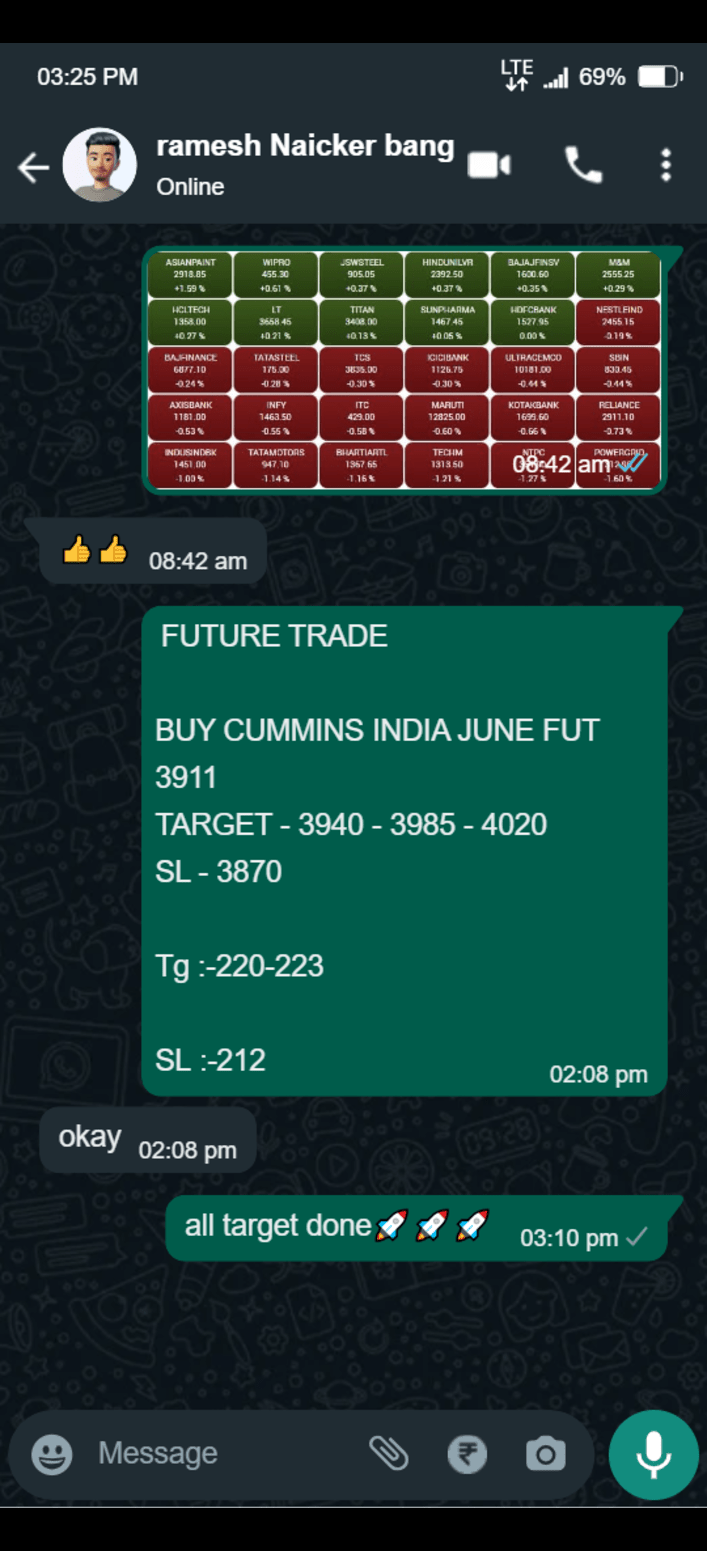 03:25 PM
LTE
69%
ramesh Naicker bang
Online
ASIANPAINT WIPRO JSWSTEEL HINDUNILVR BAJAJFINSV M&M
2918.85 455.30 905.05 2392.50 1600.60 2555.25
+1.59 % +0.61 % +0.37 % +0.37 % +0.35 % +0.29 %
HCLTECH LT TITAN SUNPHARMA HDFCBANK NESTLEIND
1358.00 3658.45 3408.00 1467.45 1527.95 2455.15
+0.27 % +0.21 % +0.13 % +0.05 % 0.00 % -0.19 %
BAJFINANCE TATASTEEL TCS ICICIBANK ULTRACEMCO SBIN
6877.10 175.00 3835.00 1126.75 10181.00 830.45
-0.24 % -0.28 % -0.30 % -0.30 % -0.44 % -0.44 %
AXISBANK INFY ITC MARUTI KOTAKBANK RELIANCE
1181.00 1463.50 429.00 12825.00 1699.60 2911.10
-0.53 % -0.55 % -0.58 % -0.60 % -0.66 % -0.73 %
INDUSINDBK TATAMOTORS BHARTIARTL TECHM NTPC POWERGRID
1451.00 947.10 1367.65 1313.50
-1.00 % -1.14 % -1.16 % -1.21 % -1.27 % -1.60 %
08:42 am
👍👍 08:42 am
FUTURE TRADE
BUY CUMMINS INDIA JUNE FUT
3911
TARGET - 3940 - 3985 - 4020
SL - 3870
Tg :-220-223
SL :-212
02:08 pm
okay 02:08 pm
all target done🚀🚀🚀 03:10 pm
Message